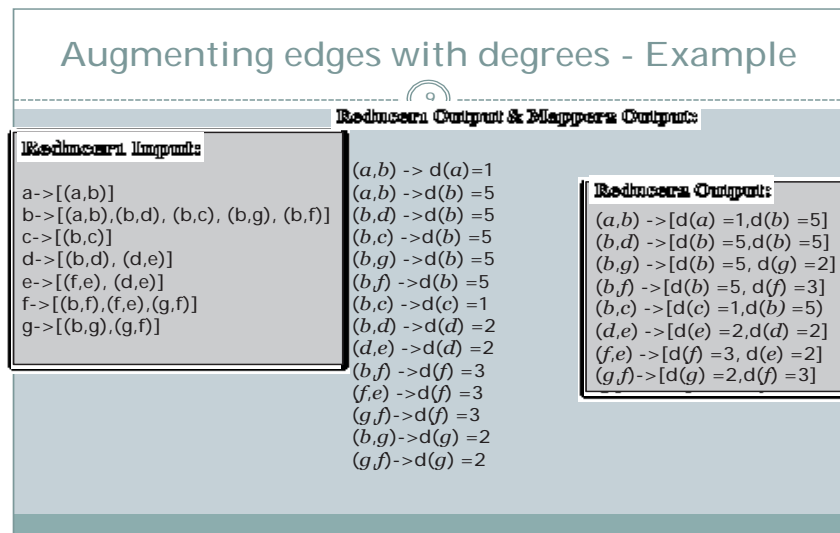 Augmenting edges with degrees - Example
9
Reducer1 Output & Mapper2 Output:
Reducer1 Input:
a->[(a,b)]
b->[(a,b),(b,d), (b,c), (b,g), (b,f)]
c->[(b,c)]
d->[(b,d), (d,e)]
e->[(f,e), (d,e)]
f->[(b,f),(f,e),(g,f)]
g->[(b,g),(g,f)]
(a,b) -> d(a)=1
(a,b) ->d(b) =5
(b,d) ->d(b) =5
(b,c) ->d(b) =5
(b,g) ->d(b) =5
(b,f) ->d(b) =5
(b,c) ->d(c) =1
(b,d) ->d(d) =2
(d,e) ->d(d) =2
(b,f) ->d(f) =3
(f,e) ->d(f) =3
(g,f)->d(f) =3
(b,g)->d(g) =2
(g,f)->d(g) =2
Reducer2 Output:
(a,b) ->[d(a) =1,d(b) =5]
(b,d) ->[d(b) =5,d(b) =5]
(b,g) ->[d(b) =5, d(g) =2]
(b,f) ->[d(b) =5, d(f) =3]
(b,c) ->[d(c) =1,d(b) =5)
(d,e) ->[d(e) =2,d(d) =2]
(f,e) ->[d(f) =3, d(e) =2]
(g,f)->[d(g) =2,d(f) =3]